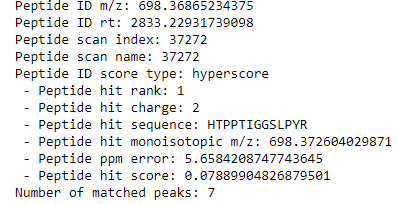 Peptide ID m/z: 698.36865234375
Peptide ID rt: 2833.22931739098
Peptide scan index: 37272
Peptide scan name: 37272
Peptide ID score type: hyperscore
 - Peptide hit rank: 1
 - Peptide hit charge: 2
 - Peptide hit sequence: HTPPTIGGSLPYR
 - Peptide hit monoisotopic m/z: 698.372604029871
 - Peptide ppm error: 5.6584208747743645
 - Peptide hit score: 0.07889904826879501
Number of matched peaks: 7